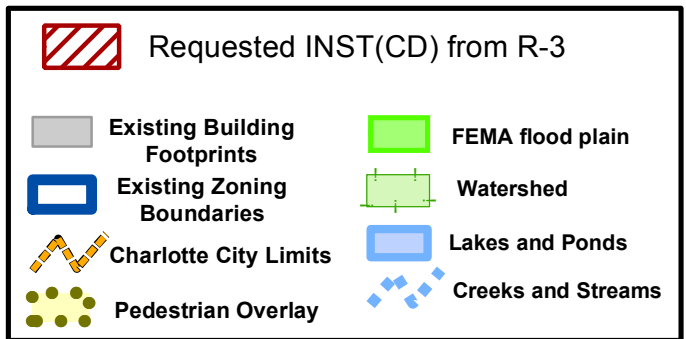 Requested INST(CD) from R-3
Existing Building
Footprints
Existing Zoning
Boundaries
Charlotte City Limits
Pedestrian Overlay
FEMA flood plain
Watershed
Lakes and Ponds
Creeks and Streams